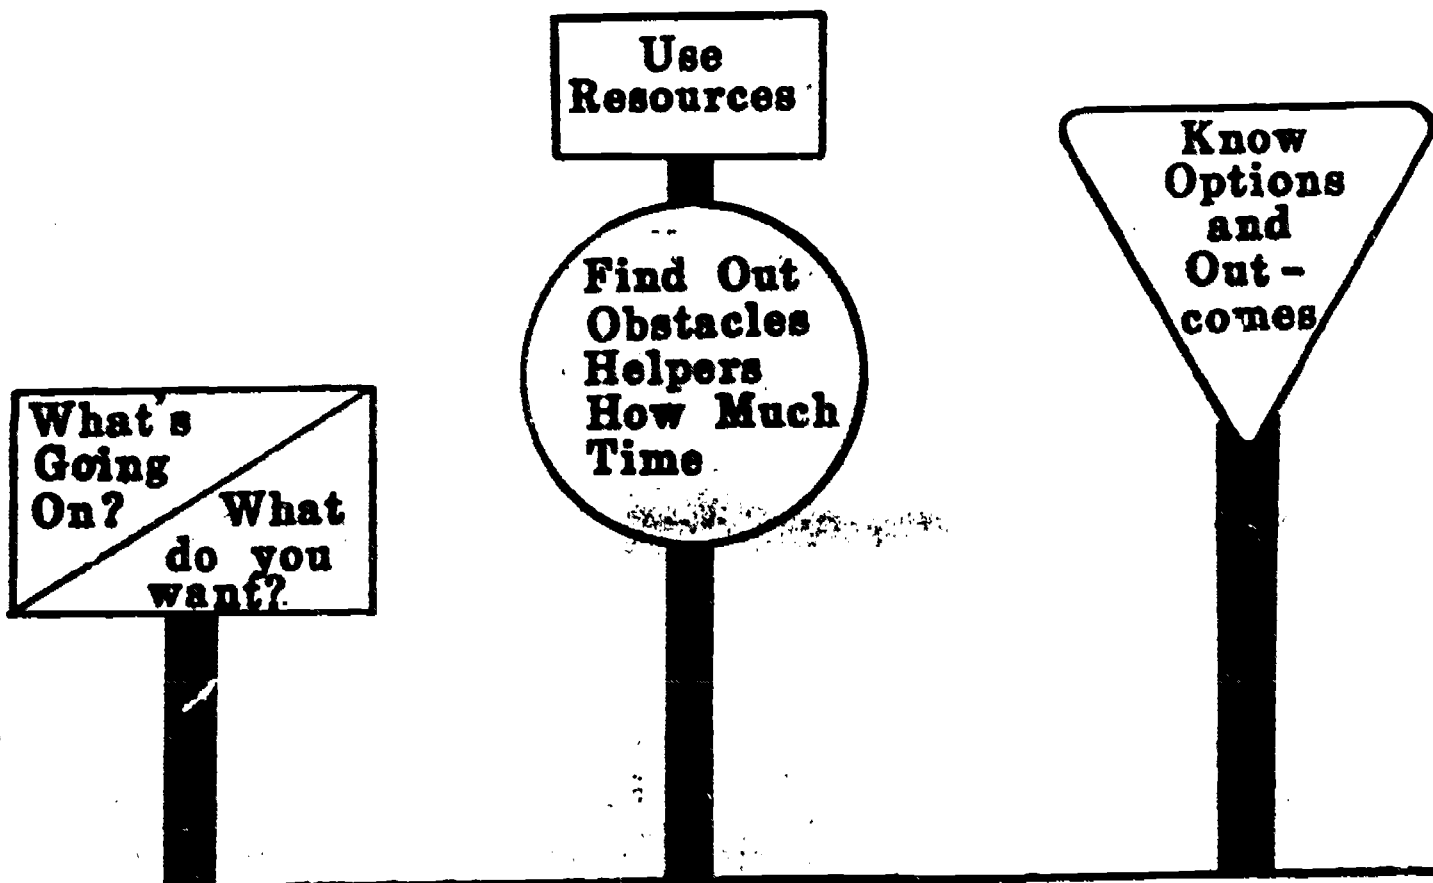 What's
Going
On?
What
do you
want?
Use
Resources
Find Out
Obstacles
Helpers
How Much
Time
Know
Options
and
Out-
comes